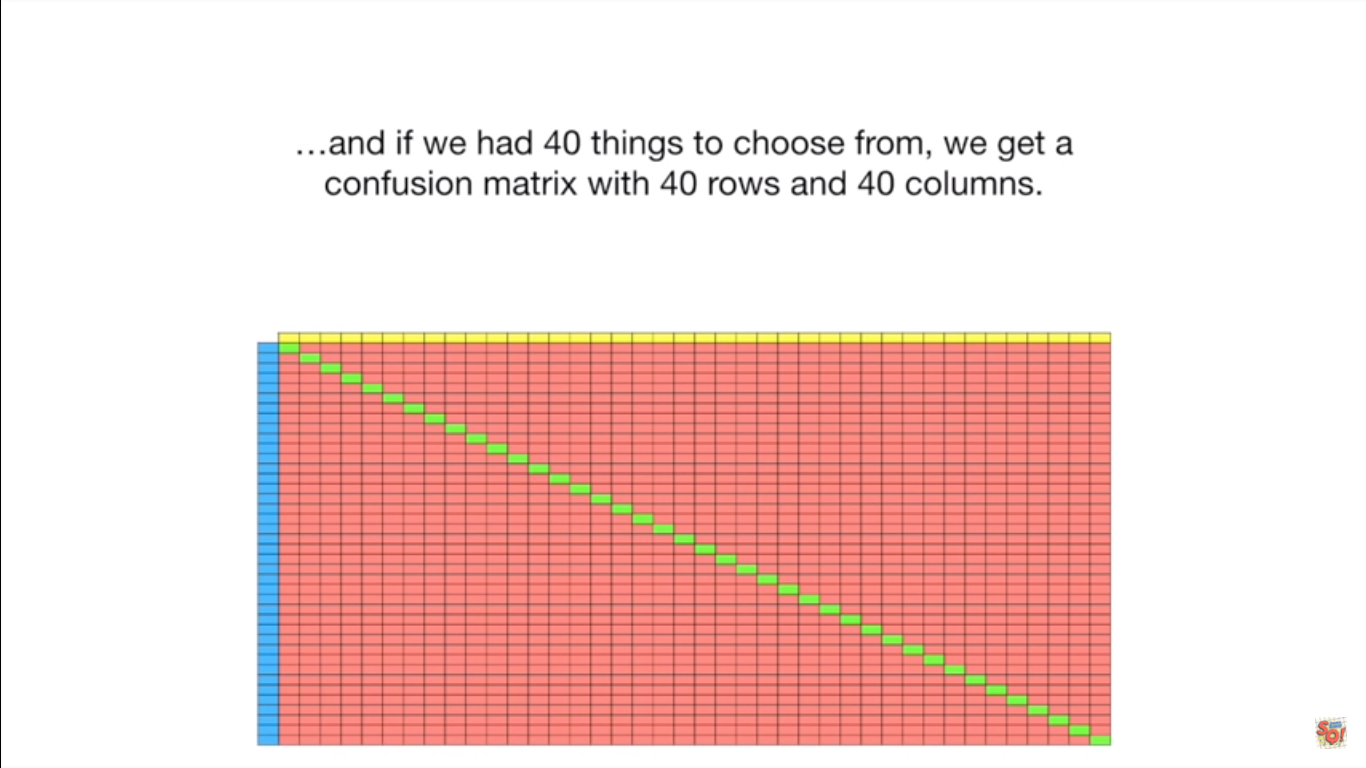 ...and if we had 40 things to choose from, we get a
confusion matrix with 40 rows and 40 columns.
SQ!